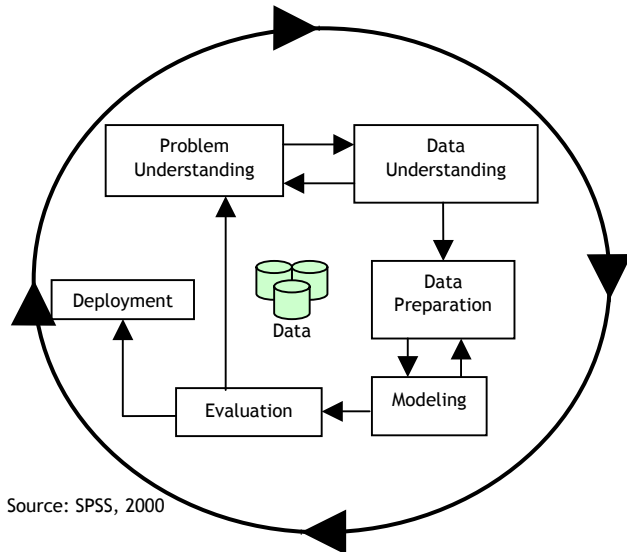 Problem
Understanding
Data
Understanding
Data
Preparation
Deployment
Data
Modeling
Evaluation
Source: SPSS, 2000